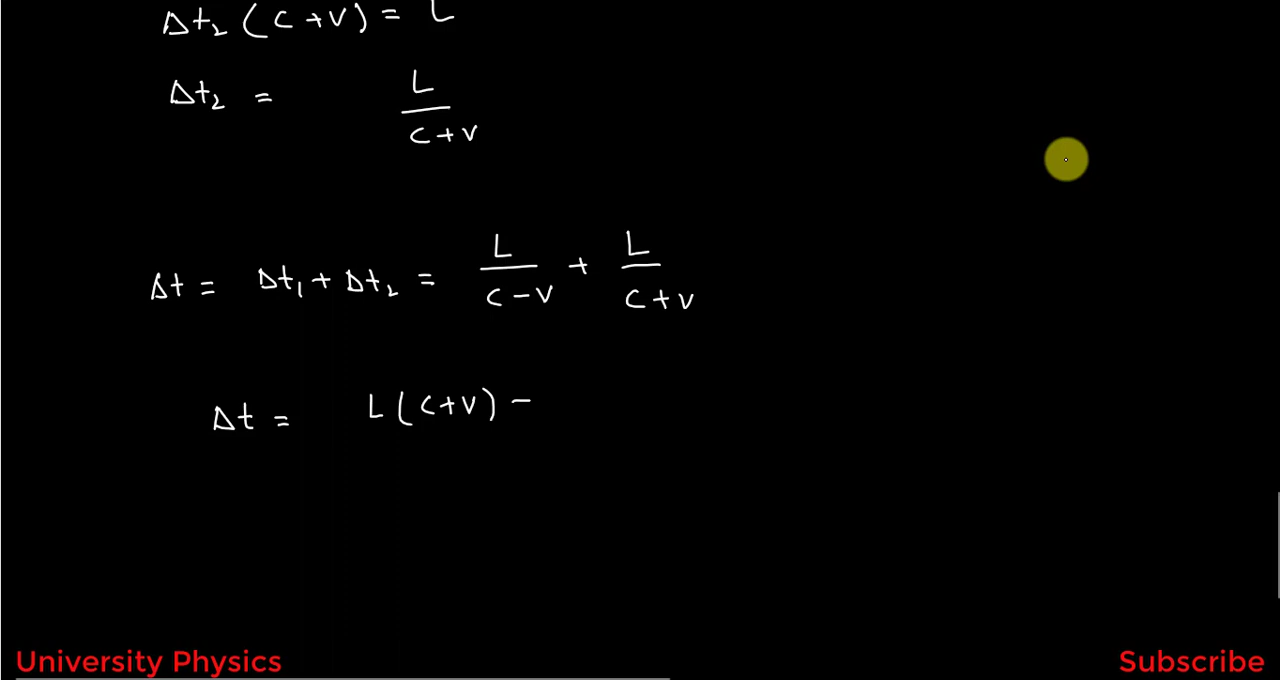 Δt₂ (c+v) = L
Δt₂ = L/(c+v)
Δt = Δt₁ + Δt₂ = L/(c-v) + L/(c+v)
Δt = L(c+v) -
University Physics
Subscribe